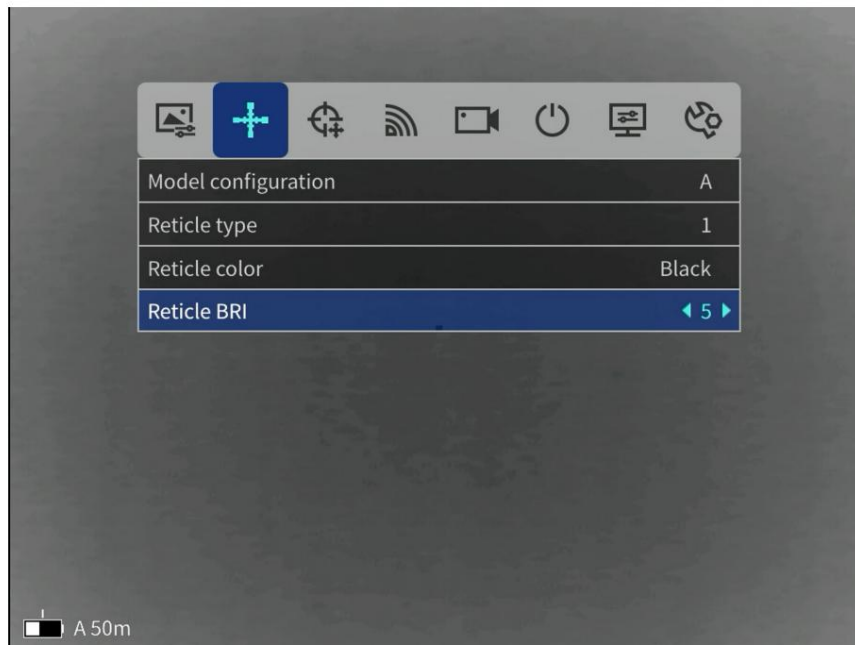 Model configuration A
Reticle type 1
Reticle color Black
Reticle BRI 5
A 50m